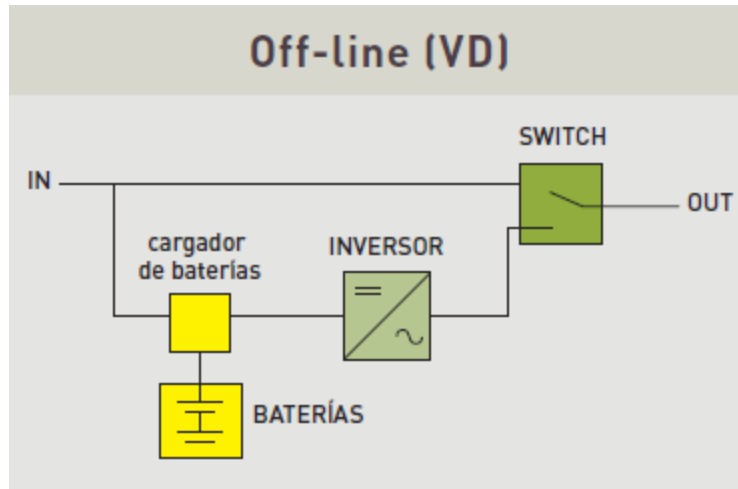 Off-line (VD)
SWITCH
IN
OUT
cargador
de baterías
INVERSOR
BATERÍAS